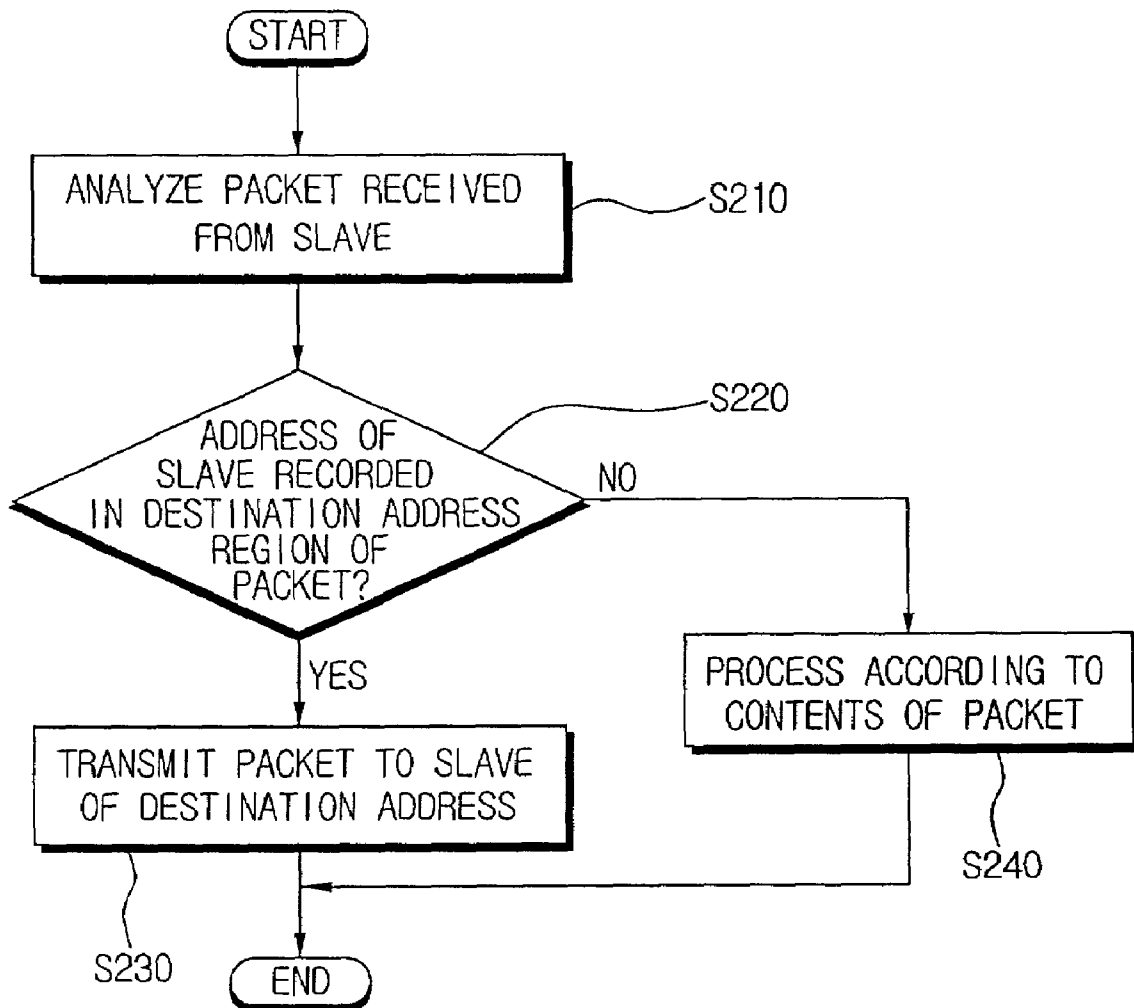 START
ANALYZE PACKET RECEIVED
FROM SLAVE
S210
ADDRESS OF
SLAVE RECORDED
IN DESTINATION ADDRESS
REGION OF
PACKET?
S220
NO
YES
PROCESS ACCORDING TO
CONTENTS OF PACKET
S240
TRANSMIT PACKET TO SLAVE
OF DESTINATION ADDRESS
S230
END